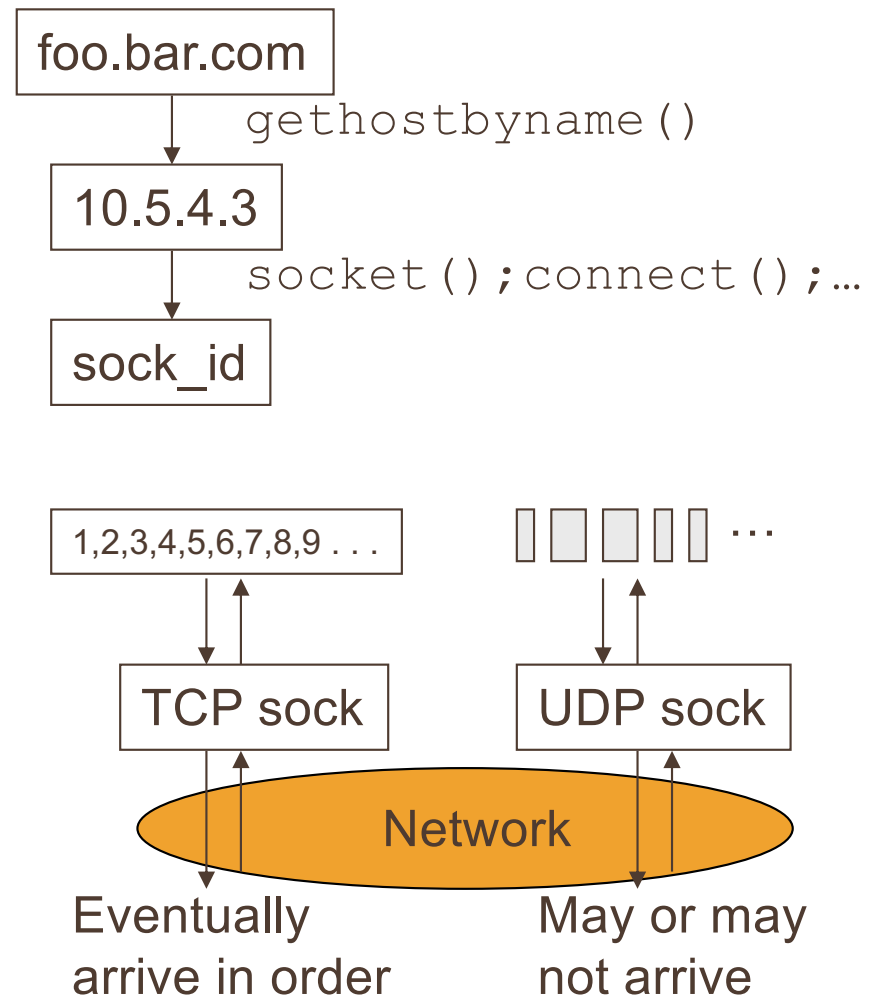 foo.bar.com
gethostbyname()
10.5.4.3
socket();connect();…
sock_id
1,2,3,4,5,6,7,8,9 . . .
…
TCP sock
UDP sock
Network
Eventually
arrive in order
May or may
not arrive